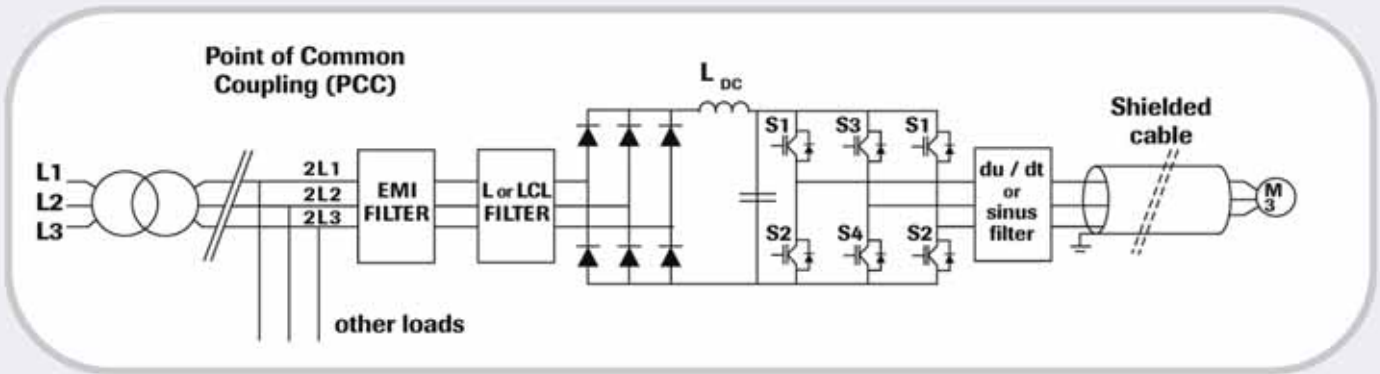 Point of Common
Coupling (PCC)
L DC
Shielded
cable
L1
L2
L3
2L1
2L2
2L3
EMI
FILTER
L or LCL
FILTER
S1
S3
S1
S2
S4
S2
du / dt
or
sinus
filter
M
3
other loads